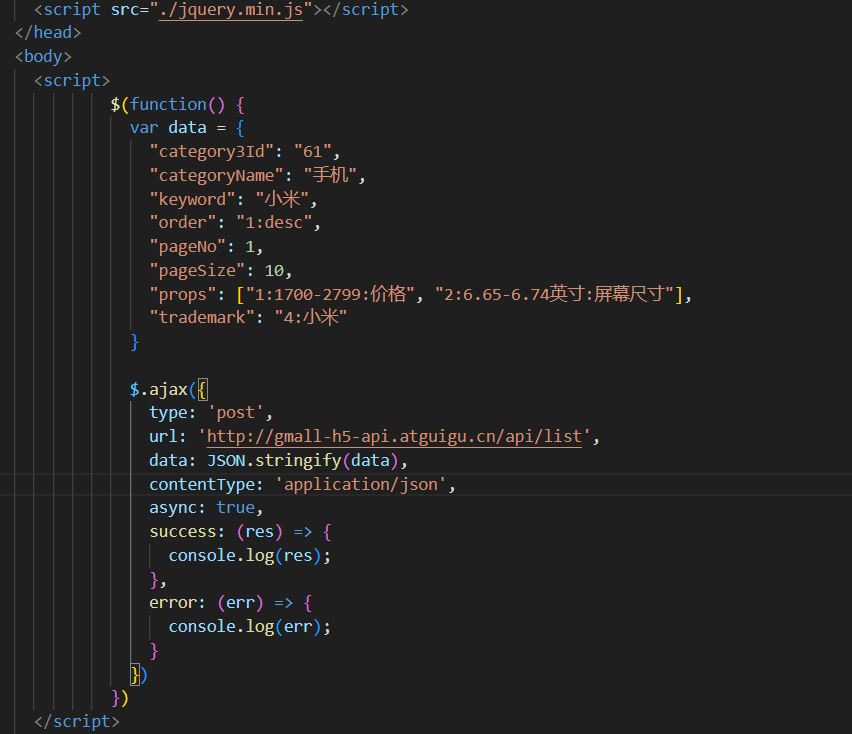 <script src="./jquery.min.js"></script>
</head>
<body>
<script>
$(function() {
var data = {
"category3Id": "61",
"categoryName": "手机",
"keyword": "小米",
"order": "1:desc",
"pageNo": 1,
"pageSize": 10,
"props": ["1:1700-2799:价格", "2:6.65-6.74英寸:屏幕尺寸"],
"trademark": "4:小米"
}
$.ajax({
type: 'post',
url: 'http://gmall-h5-api.atguigu.cn/api/list',
data: JSON.stringify(data),
contentType: 'application/json',
async: true,
success: (res) => {
console.log(res);
},
error: (err) => {
console.log(err);
}
})
})
</script>